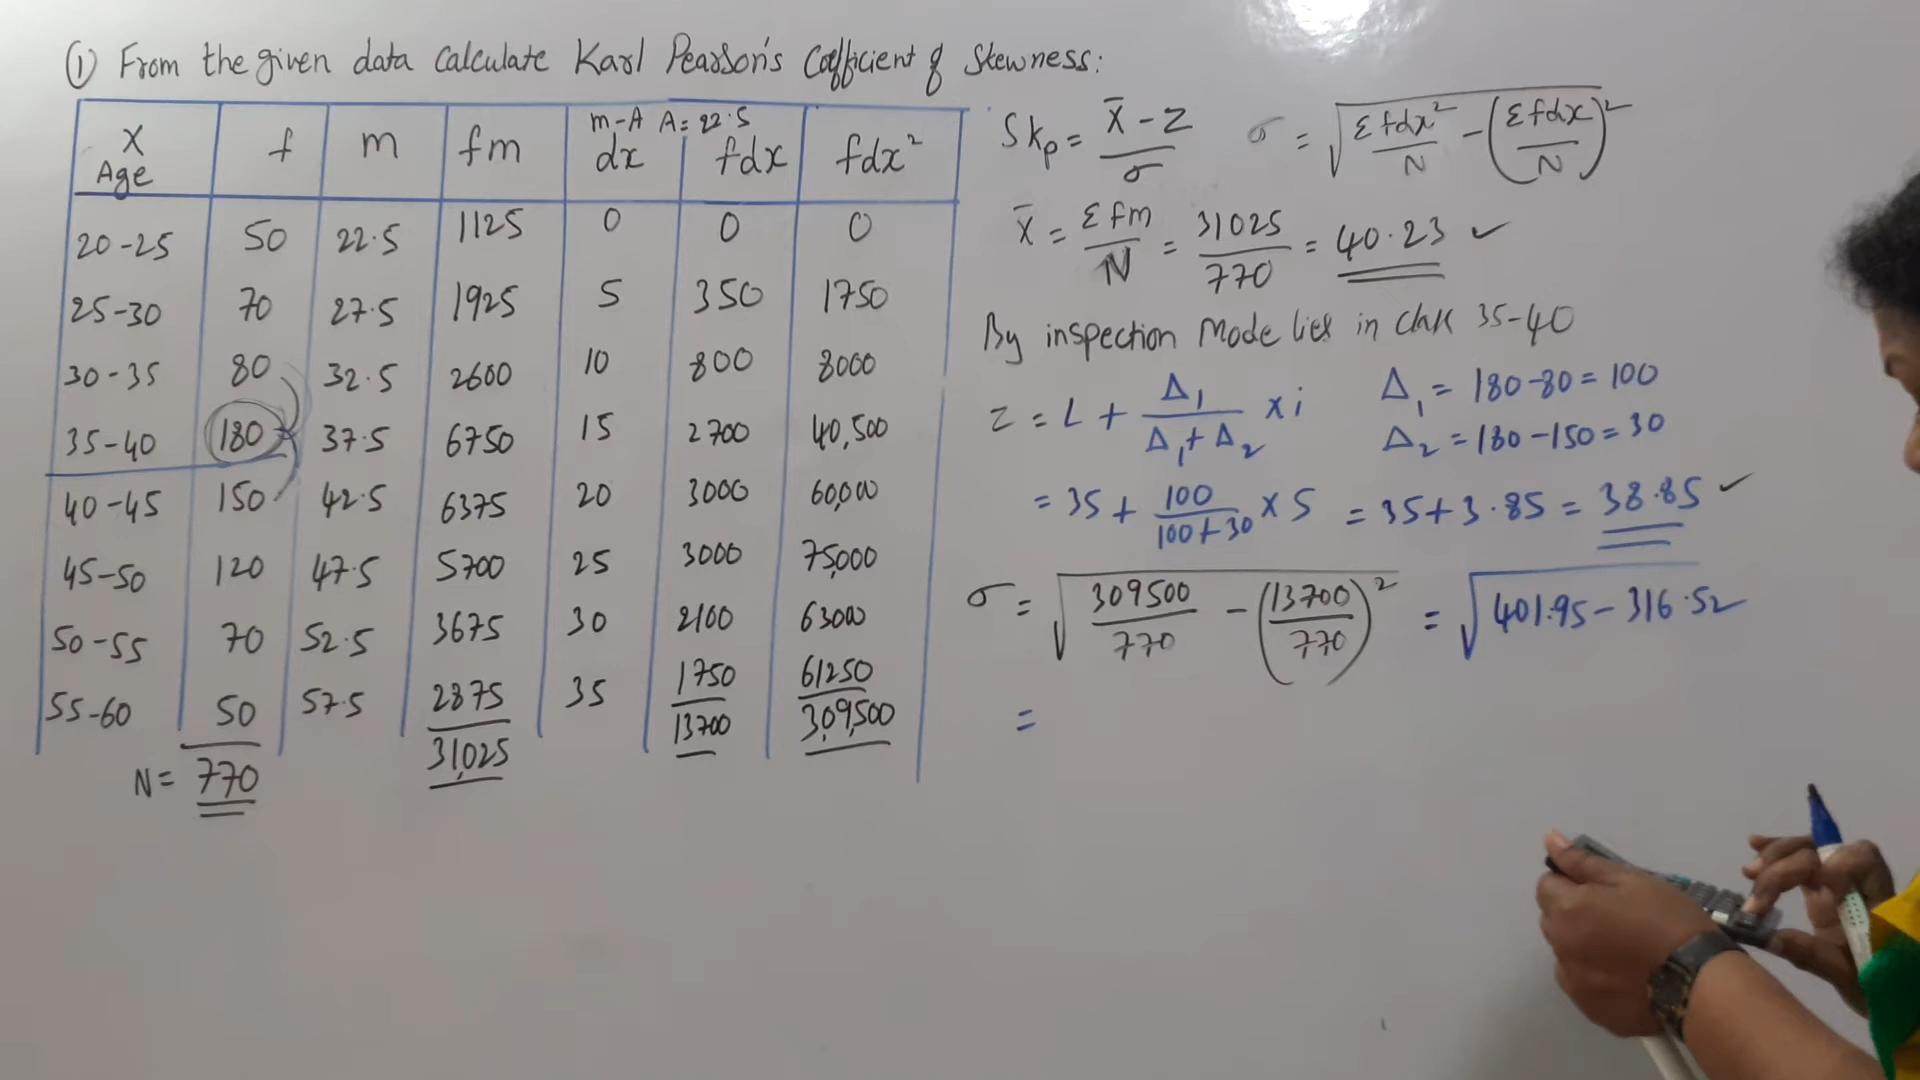 ① From the given data calculate Karl Pearson's Coefficient of Skewness:
X Age f m fm m-A dx A=22.5 fdx fdx²
20-25 50 22.5 1125 0 0 0
25-30 70 27.5 1925 5 350 1750
30-35 80 32.5 2600 10 800 8000
35-40 180 37.5 6750 15 2700 40,500
40-45 150 42.5 6375 20 3000 60,000
45-50 120 47.5 5700 25 3000 75,000
50-55 70 52.5 3675 30 2100 63000
55-60 50 57.5 2875 35 1750 61250
N= 770 31,025 13700 309,500
Skp = (X̄ - Z)/σ σ = √(Σfdx²/N - (Σfdx/N)²)
X̄ = Σfm/N = 31025/770 = 40.23 ✓
By inspection Mode lies in class 35-40
Z = L + Δ₁/(Δ₁+Δ₂) x i Δ₁ = 180-80 = 100
Δ₂ = 180-150 = 30
= 35 + 100/(100+30) x 5 = 35+3.85 = 38.85 ✓
σ = √(309500/770 - (13700/770)²) = √(401.95 - 316.52)
=